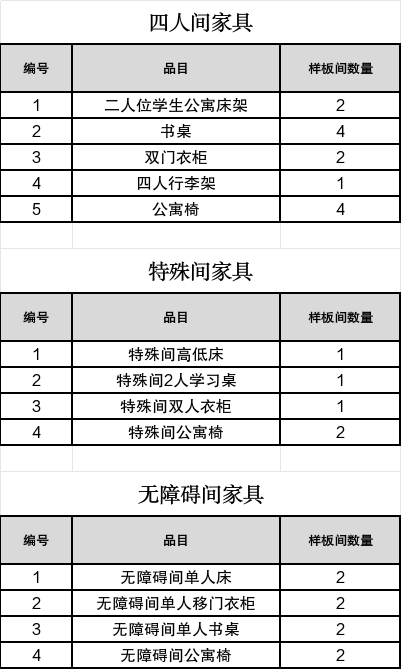 四人间家具
编号 品目 样板间数量
1 二人位学生公寓床架 2
2 书桌 4
3 双门衣柜 2
4 四人行李架 1
5 公寓椅 4
特殊间家具
编号 品目 样板间数量
1 特殊间高低床 1
2 特殊间2人学习桌 1
3 特殊间双人衣柜 1
4 特殊间公寓椅 2
无障碍间家具
编号 品目 样板间数量
1 无障碍间单人床 2
2 无障碍间单人移门衣柜 2
3 无障碍间单人书桌 2
4 无障碍间公寓椅 2